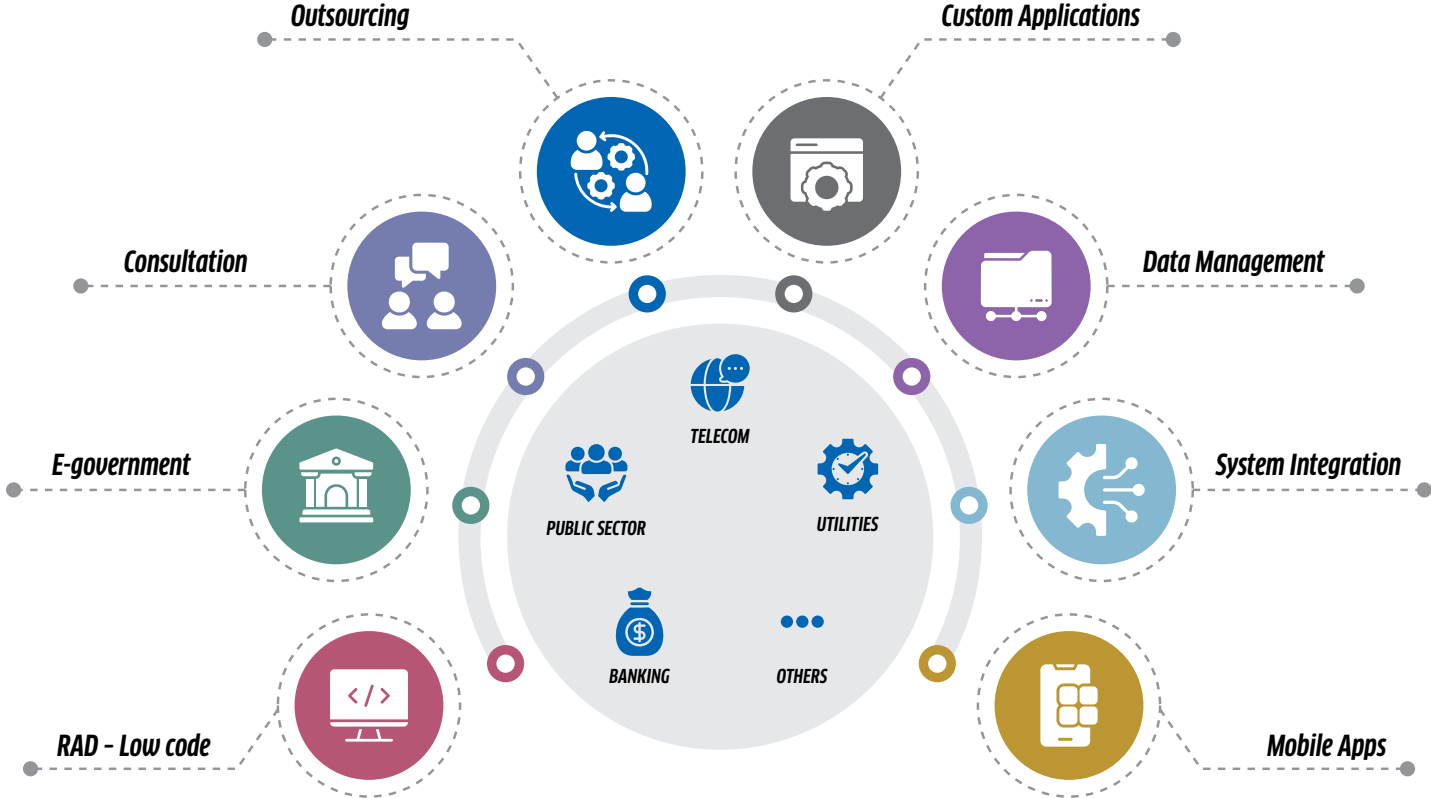 Outsourcing
Custom Applications
Consultation
Data Management
E-government
System Integration
RAD - Low code
Mobile Apps
TELECOM
PUBLIC SECTOR
UTILITIES
BANKING
OTHERS